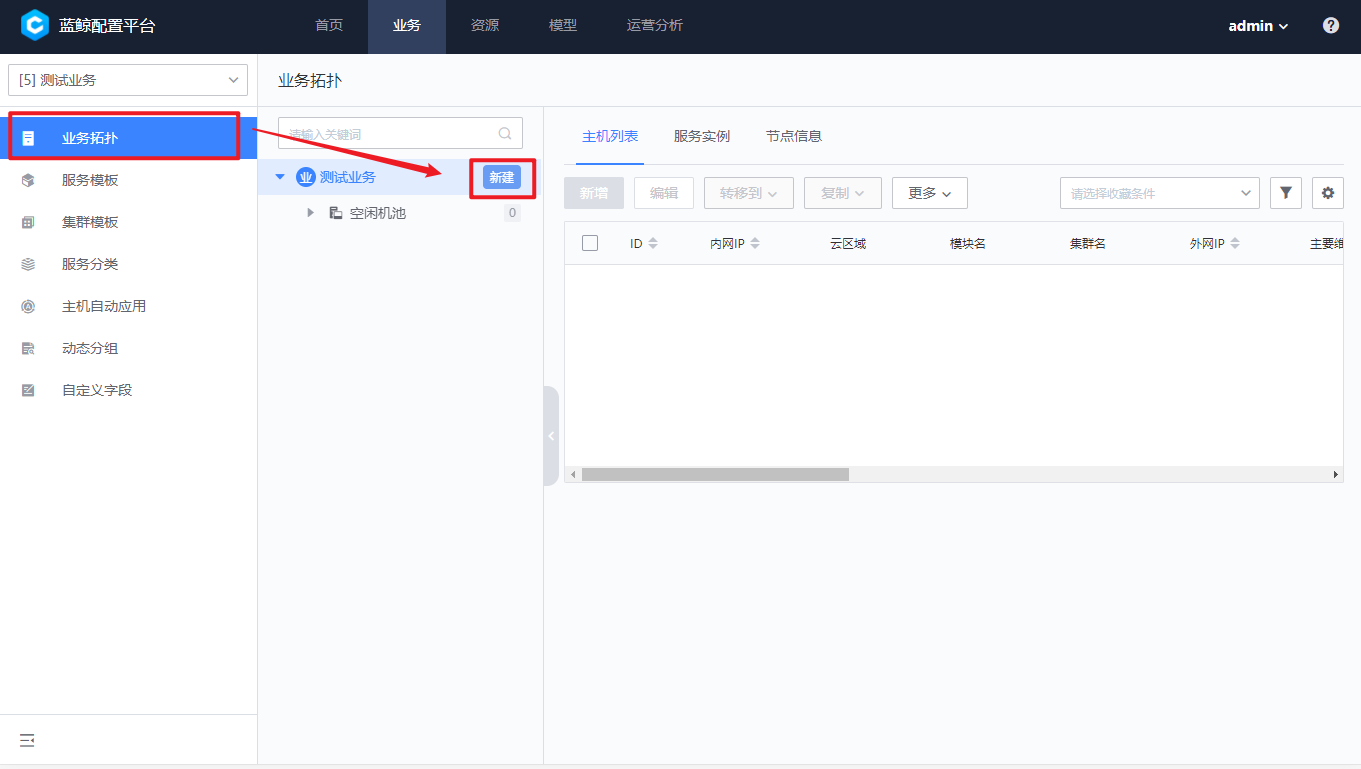 蓝鲸配置平台
首页
业务
资源
模型
运营分析
admin
[5] 测试业务
业务拓扑
服务模板
集群模板
服务分类
主机自动应用
动态分组
自定义字段
业务拓扑
请输入关键词
业 测试业务
新建
空闲机池
0
主机列表
服务实例
节点信息
新增
编辑
转移到
复制
更多
请选择收藏条件
ID
内网IP
云区域
模块名
集群名
外网IP
主要维